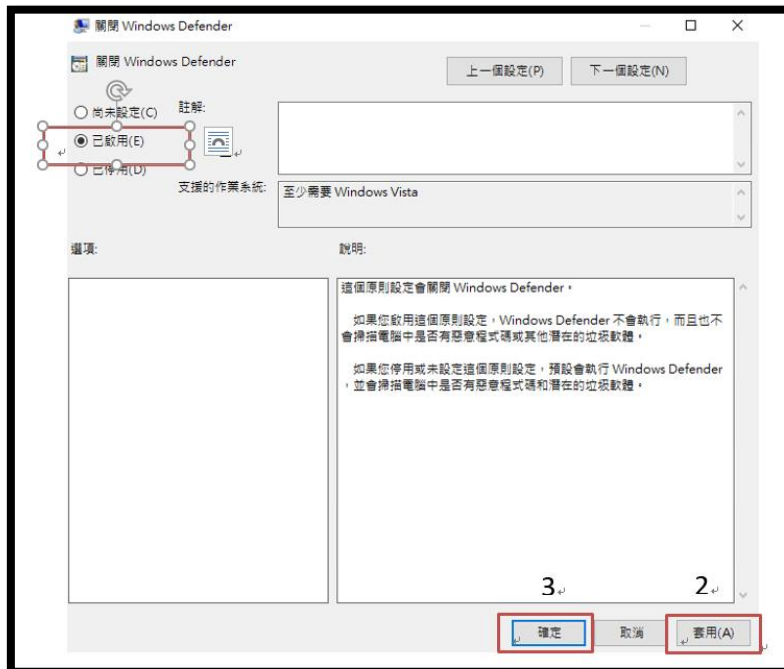 關閉 Windows Defender
關閉 Windows Defender
上一個設定(P)
下一個設定(N)
尚未設定(C)
註解:
已啟用(E)
已停用(D)
支援的作業系統:
至少需要 Windows Vista
選項:
說明:
這個原則設定會關閉 Windows Defender。
如果您啟用這個原則設定，Windows Defender 不會執行，而且也不
會掃描電腦中是否有惡意程式碼或其他潛在的垃圾軟體。
如果您停用或未設定這個原則設定，預設會執行 Windows Defender
，並會掃描電腦中是否有惡意程式碼和潛在的垃圾軟體。
3
2
確定
取消
套用(A)